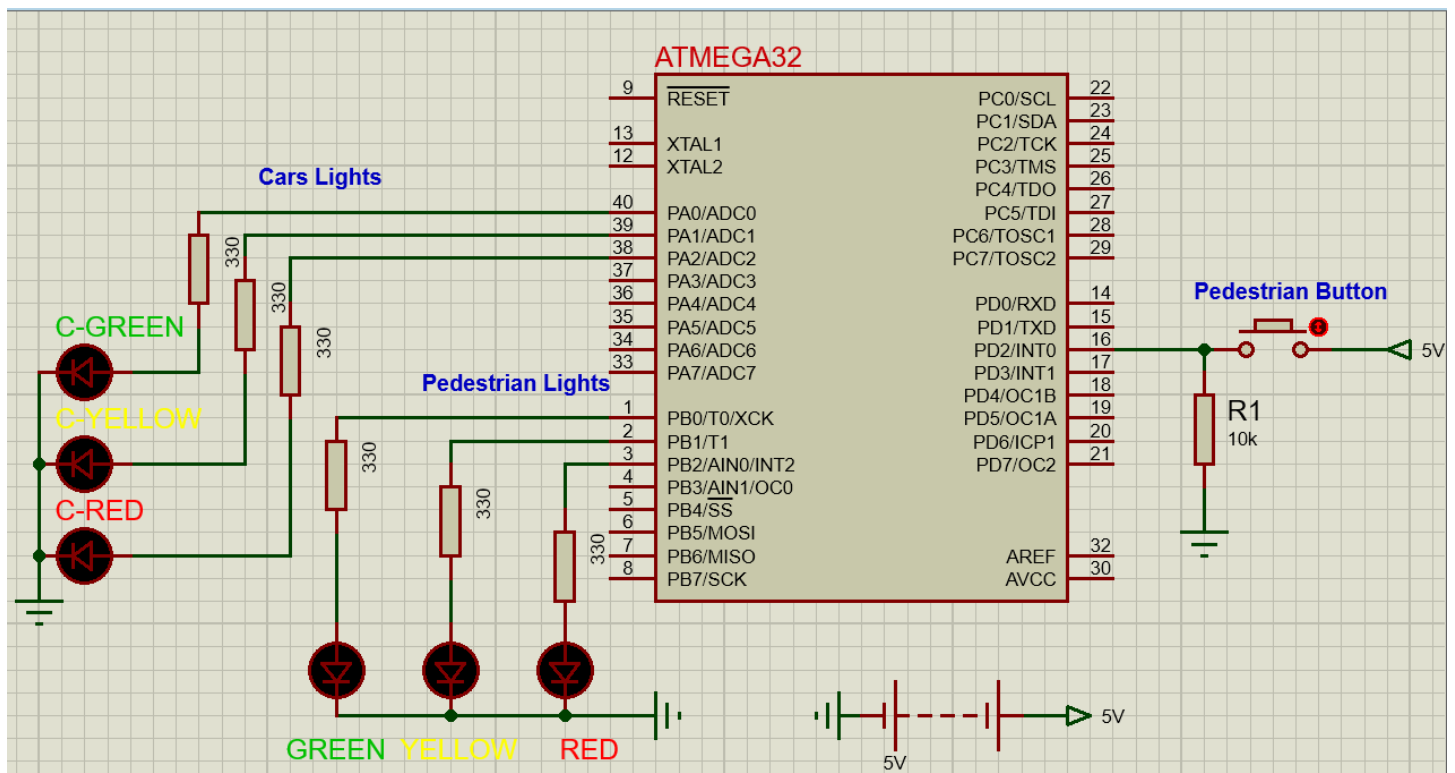 ATMEGA32
9
RESET
13
XTAL1
12
XTAL2
40
PA0/ADC0
39
PA1/ADC1
38
PA2/ADC2
37
PA3/ADC3
36
PA4/ADC4
35
PA5/ADC5
34
PA6/ADC6
33
PA7/ADC7
1
PB0/T0/XCK
2
PB1/T1
3
PB2/AIN0/INT2
4
PB3/AIN1/OC0
5
PB4/SS
6
PB5/MOSI
7
PB6/MISO
8
PB7/SCK
PC0/SCL
22
PC1/SDA
23
PC2/TCK
24
PC3/TMS
25
PC4/TDO
26
PC5/TDI
27
PC6/TOSC1
28
PC7/TOSC2
29
PD0/RXD
14
PD1/TXD
15
PD2/INT0
16
PD3/INT1
17
PD4/OC1B
18
PD5/OC1A
19
PD6/ICP1
20
PD7/OC2
21
AREF
32
AVCC
30
Cars Lights
330
330
330
C-GREEN
C-YELLOW
C-RED
Pedestrian Lights
330
330
330
GREEN
YELLOW
RED
Pedestrian Button
5V
R1
10k
5V
5V